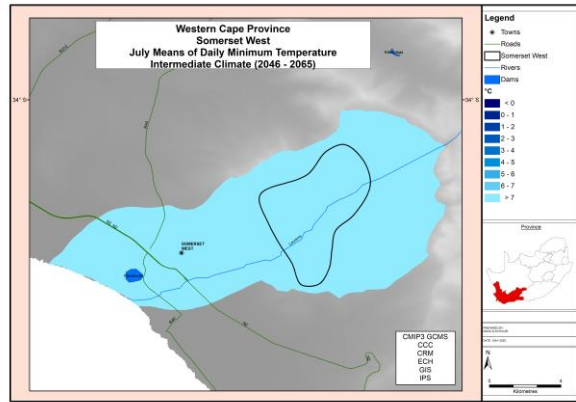 Western Cape Province
Somerset West
July Means of Daily Minimum Temperature
Intermediate Climate (2046 - 2065)
34° S
34° S
SOMERSET
WEST
CMIP3 GCMS
CCC
CRM
ECH
GIS
IPS
Legend
Towns
Roads
Somerset West
Rivers
Dams
°C
< 0
0 - 1
1 - 2
2 - 3
3 - 4
4 - 5
5 - 6
6 - 7
> 7
Province
N
Kilometres